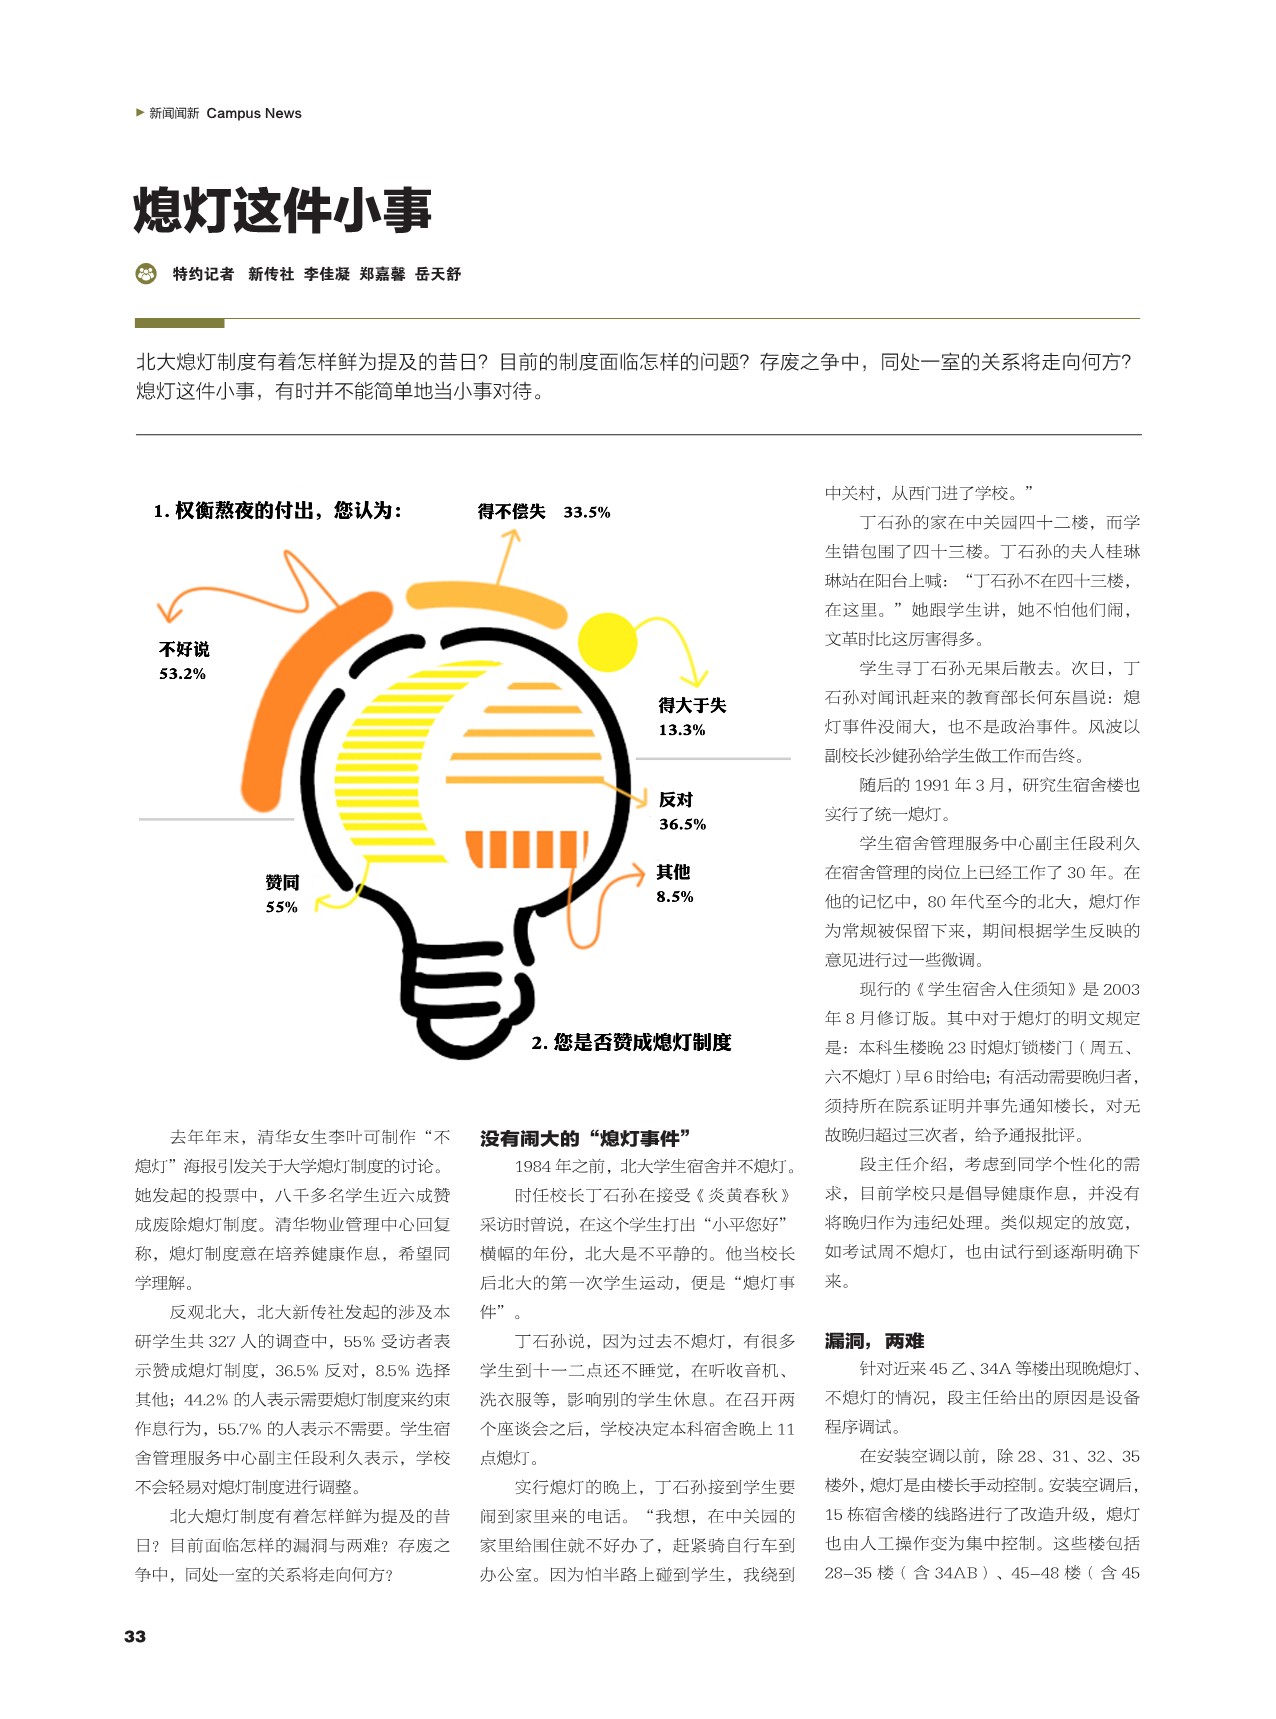 新闻闻新 Campus News
熄灯这件小事
特约记者 新传社 李佳凝 郑嘉馨 岳天舒
北大熄灯制度有着怎样鲜为提及的昔日？目前的制度面临怎样的问题？存废之争中，同处一室的关系将走向何方？
熄灯这件小事，有时并不能简单地当小事对待。
1. 权衡熬夜的付出，您认为：
得不偿失 33.5%
不好说
53.2%
得大于失
13.3%
反对
36.5%
其他
8.5%
赞同
55%
2. 您是否赞成熄灯制度
去年年末，清华女生李叶可制作“不
熄灯”海报引发关于大学熄灯制度的讨论。
她发起的投票中，八千多名学生近六成赞
成废除熄灯制度。清华物业管理中心回复
称，熄灯制度意在培养健康作息，希望同
学理解。
反观北大，北大新传社发起的涉及本
研学生共 327 人的调查中，55% 受访者表
示赞成熄灯制度，36.5% 反对，8.5% 选择
其他；44.2% 的人表示需要熄灯制度来约束
作息行为，55.7% 的人表示不需要。学生宿
舍管理服务中心副主任段利久表示，学校
不会轻易对熄灯制度进行调整。
北大熄灯制度有着怎样鲜为提及的昔
日？目前面临怎样的漏洞与两难？存废之
争中，同处一室的关系将走向何方？
没有闹大的“熄灯事件”
1984 年之前，北大学生宿舍并不熄灯。
时任校长丁石孙在接受《炎黄春秋》
采访时曾说，在这个学生打出“小平您好”
横幅的年份，北大是不平静的。他当校长
后北大的第一次学生运动，便是“熄灯事
件”。
丁石孙说，因为过去不熄灯，有很多
学生到十一二点还不睡觉，在听收音机、
洗衣服等，影响别的学生休息。在召开两
个座谈会之后，学校决定本科宿舍晚上 11
点熄灯。
实行熄灯的晚上，丁石孙接到学生要
闹到家里来的电话。“我想，在中关园的
家里给围住就不好办了，赶紧骑自行车到
办公室。因为怕半路上碰到学生，我绕到
中关村，从西门进了学校。”
丁石孙的家在中关园四十二楼，而学
生错包围了四十三楼。丁石孙的夫人桂琳
琳站在阳台上喊：“丁石孙不在四十三楼，
在这里。”她跟学生讲，她不怕他们闹，
文革时比这厉害得多。
学生寻丁石孙无果后散去。次日，丁
石孙对闻讯赶来的教育部长何东昌说：熄
灯事件没闹大，也不是政治事件。风波以
副校长沙健孙给学生做工作而告终。
随后的 1991 年 3 月，研究生宿舍楼也
实行了统一熄灯。
学生宿舍管理服务中心副主任段利久
在宿舍管理的岗位上已经工作了 30 年。在
他的记忆中，80 年代至今的北大，熄灯作
为常规被保留下来，期间根据学生反映的
意见进行过一些微调。
现行的《学生宿舍入住须知》是 2003
年 8 月修订版。其中对于熄灯的明文规定
是：本科生楼晚 23 时熄灯锁楼门（周五、
六不熄灯）早 6 时给电；有活动需要晚归者，
须持所在院系证明并事先通知楼长，对无
故晚归超过三次者，给予通报批评。
段主任介绍，考虑到同学个性化的需
求，目前学校只是倡导健康作息，并没有
将晚归作为违纪处理。类似规定的放宽，
如考试周不熄灯，也由试行到逐渐明确下
来。
漏洞，两难
针对近来 45 乙、34A 等楼出现晚熄灯、
不熄灯的情况，段主任给出的原因是设备
程序调试。
在安装空调以前，除 28、31、32、35
楼外，熄灯是由楼长手动控制。安装空调后，
15 栋宿舍楼的线路进行了改造升级，熄灯
也由人工操作变为集中控制。这些楼包括
28–35 楼（含 34AB）、45–48 楼（含 45
33